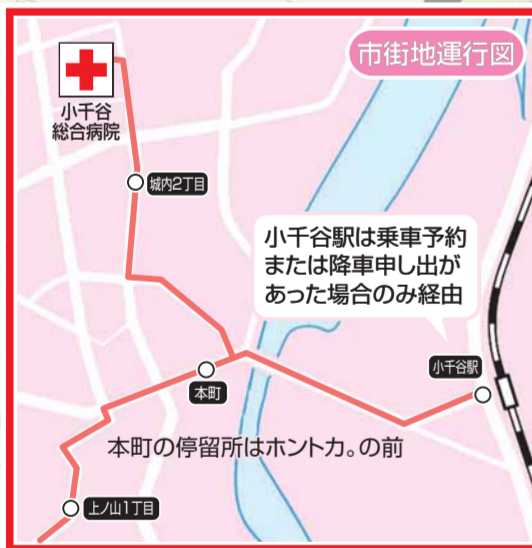 市街地運行図
小千谷
総合病院
城内2丁目
小千谷駅は乗車予約
または降車申し出が
あった場合のみ経由
小千谷駅
本町
本町の停留所はホントカ。の前
上ノ山1丁目